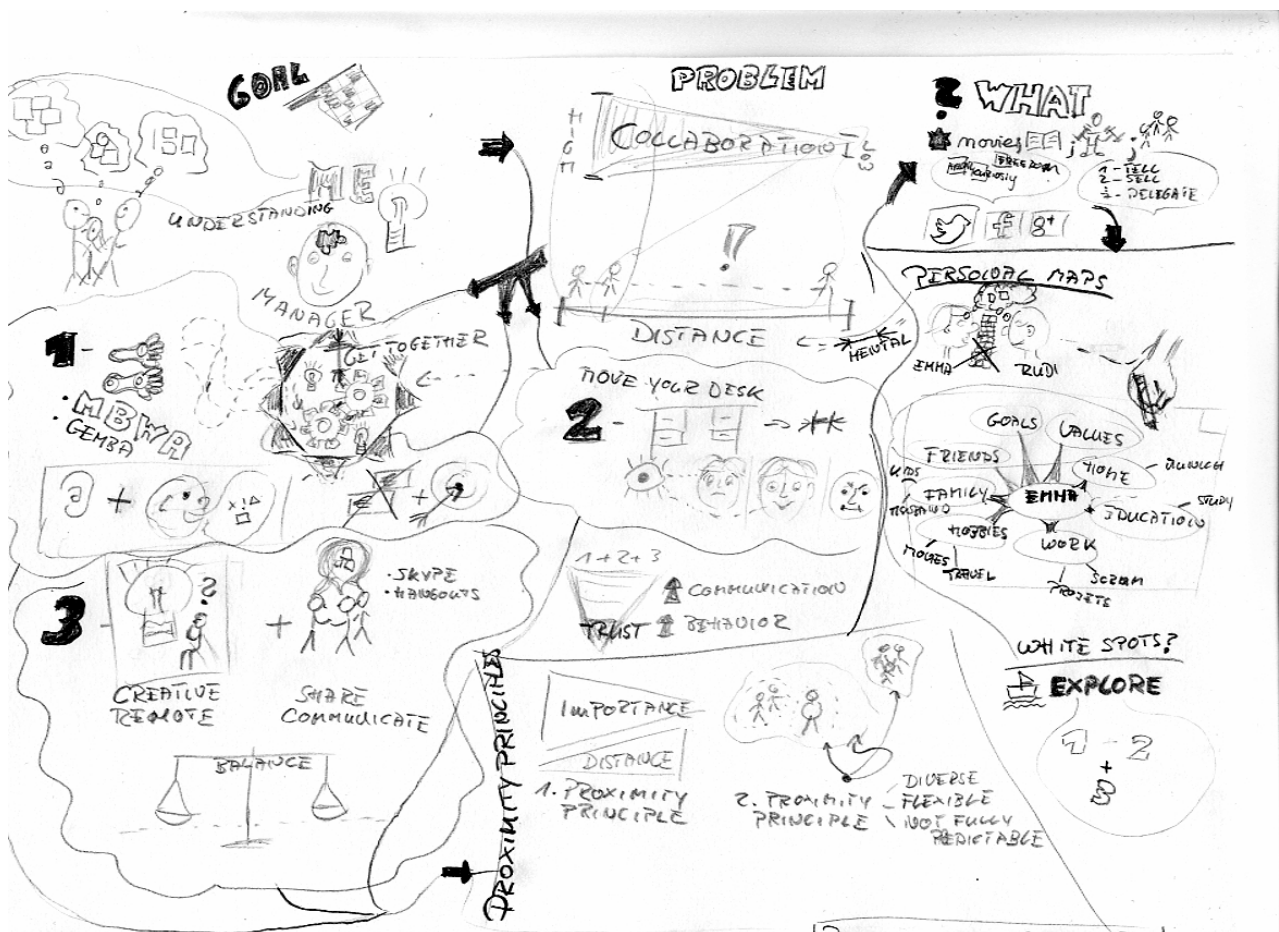 GOAL
ME
UNDERSTANDING
MANAGER
PROBLEM
HIGH
COLLABORATION
LOW
!
DISTANCE
MENTAL
? WHAT
movies
FREEDOM
CURIOSITY
1 - TELL
2 - SELL
- DELEGATE
f
g+
1-
MBWA
GEMBA
GET TOGETHER
+
+
MOVE YOUR DESK
2-
PERSONAL MAPS
EMMA
RUDI
GOALS
VALUES
FRIENDS
HOME
KIDS
FAMILY
EMMA
EDUCATION
STUDY
HOBBIES
WORK
MOVIES
TRAVEL
SCRUM
PROJETS
WHITE SPOTS?
EXPLORE
1 - 2
+
3
3-
?
+
• SKYPE
• HANGOUTS
CREATIVE
REMOTE
SHARE
COMMUNICATE
BALANCE
1+2+3
TRUST
COMMUNICATION
BEHAVIOR
PROXIMITY PRINCIPLES
IMPORTANCE
DISTANCE
1. PROXIMITY
PRINCIPLE
2. PROXIMITY
PRINCIPLE
DIVERSE
FLEXIBLE
NOT FULLY
PREDICTABLE